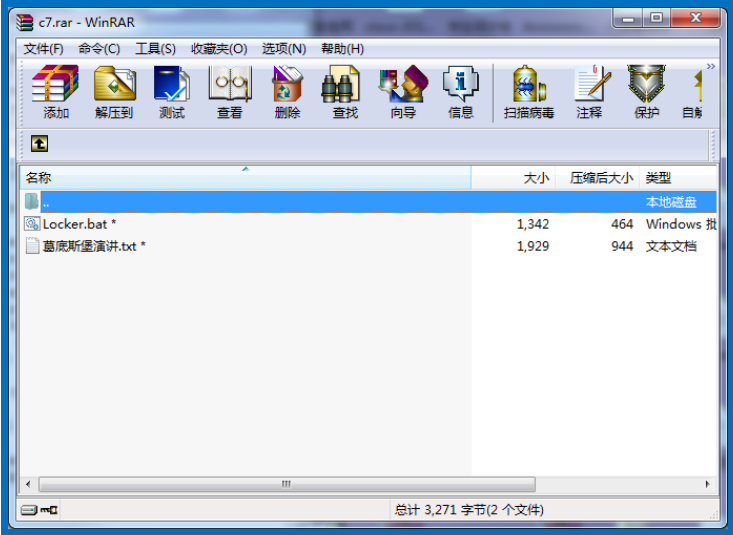 c7.rar - WinRAR
文件(F) 命令(C) 工具(S) 收藏夹(O) 选项(N) 帮助(H)
添加 解压到 测试 查看 删除 查找 向导 信息 扫描病毒 注释 保护
名称 大小 压缩后大小 类型
.. 本地磁盘
Locker.bat * 1,342 464 Windows 批
葛底斯堡演讲.txt * 1,929 944 文本文档
总计 3,271 字节(2 个文件)